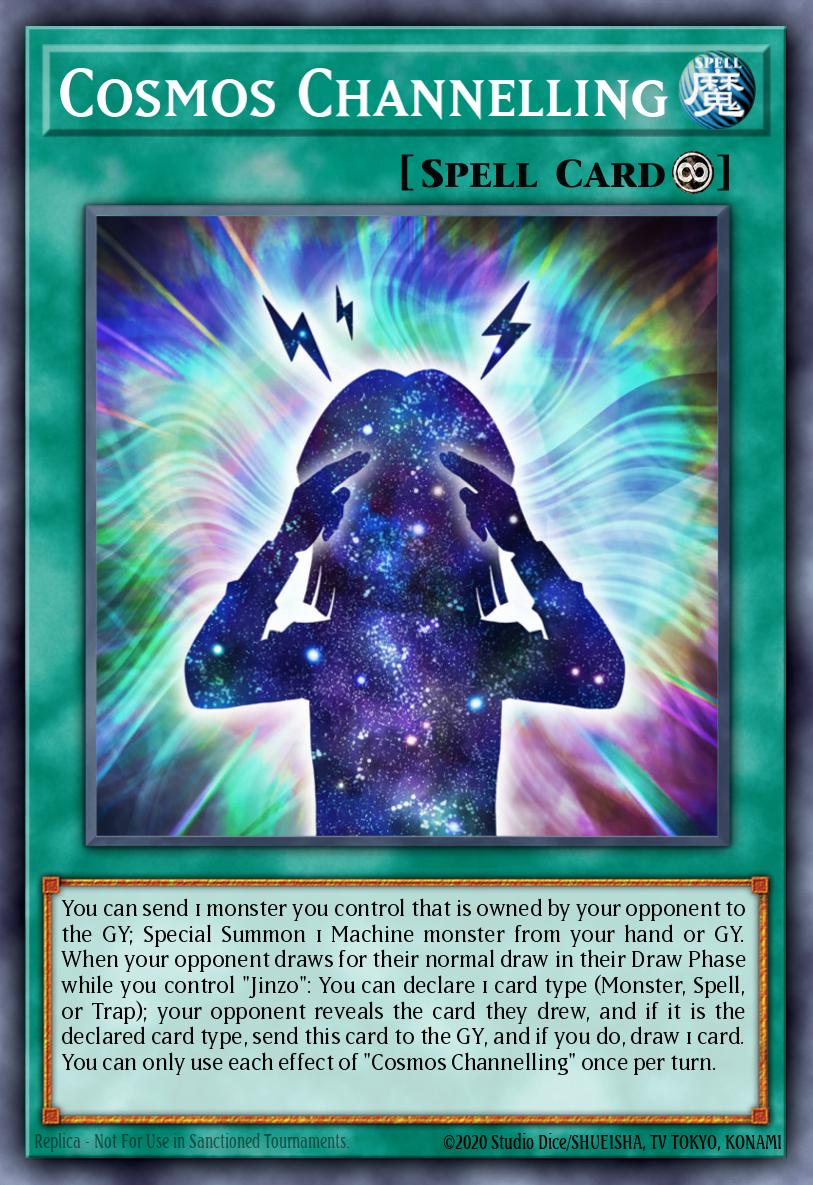 Cosmos Channelling
SPELL
魔
[Spell Card]
You can send 1 monster you control that is owned by your opponent to
the GY; Special Summon 1 Machine monster from your hand or GY.
When your opponent draws for their normal draw in their Draw Phase
while you control "Jinzo": You can declare 1 card type (Monster, Spell,
or Trap); your opponent reveals the card they drew, and if it is the
declared card type, send this card to the GY, and if you do, draw 1 card.
You can only use each effect of "Cosmos Channelling" once per turn.
Replica - Not For Use in Sanctioned Tournaments.
©2020 Studio Dice/SHUEISHA, TV TOKYO, KONAMI